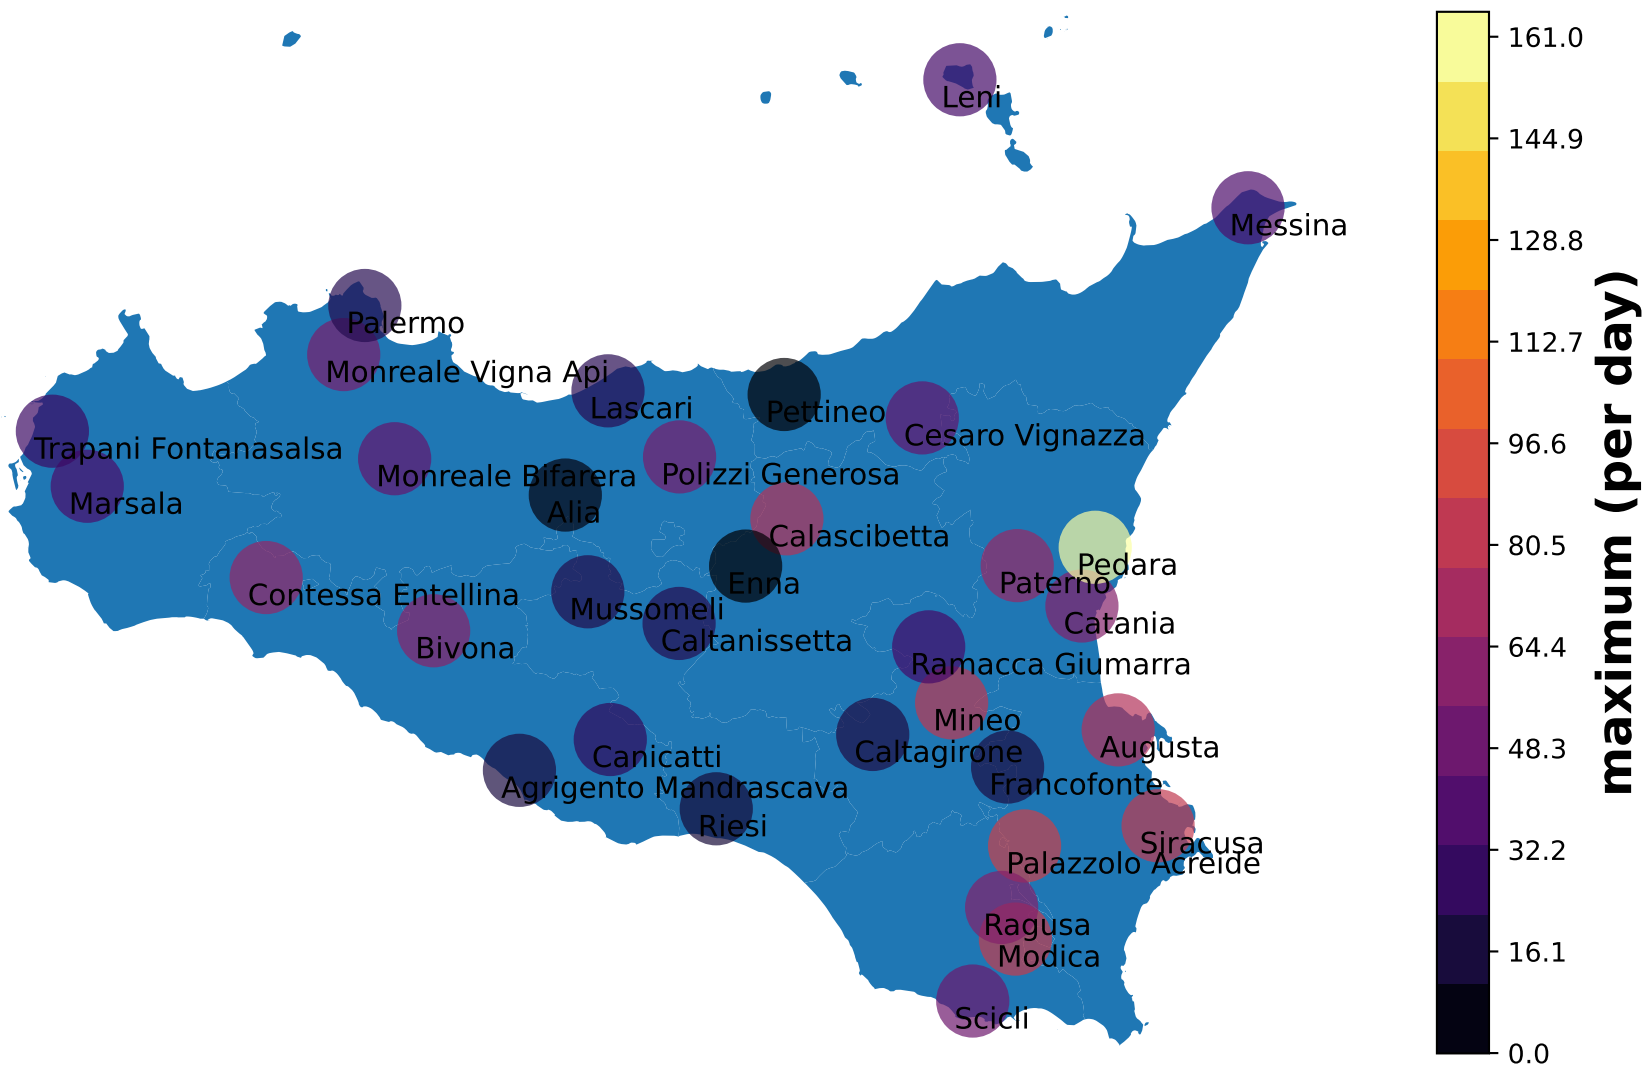 161.0
Leni
144.9
Messina
128.8
Palermo
112.7
Monreale Vigna Api
Lascari
Pettineo
Cesaro Vignazza
96.6
Trapani Fontanasalsa
Monreale Bifarera
Polizzi Generosa
Marsala
Alia
Calascibetta
80.5
Pedara
Enna
Paterno
Contessa Entellina
Mussomeli
Catania
Bivona
Caltanissetta
64.4
Ramacca Giumarra
Mineo
Canicatti
Caltagirone
Augusta
48.3
Agrigento Mandrascava
Francofonte
Riesi
Siracusa
32.2
Palazzolo Acreide
Ragusa
Modica
16.1
Scicli
0.0
maximum (per day)